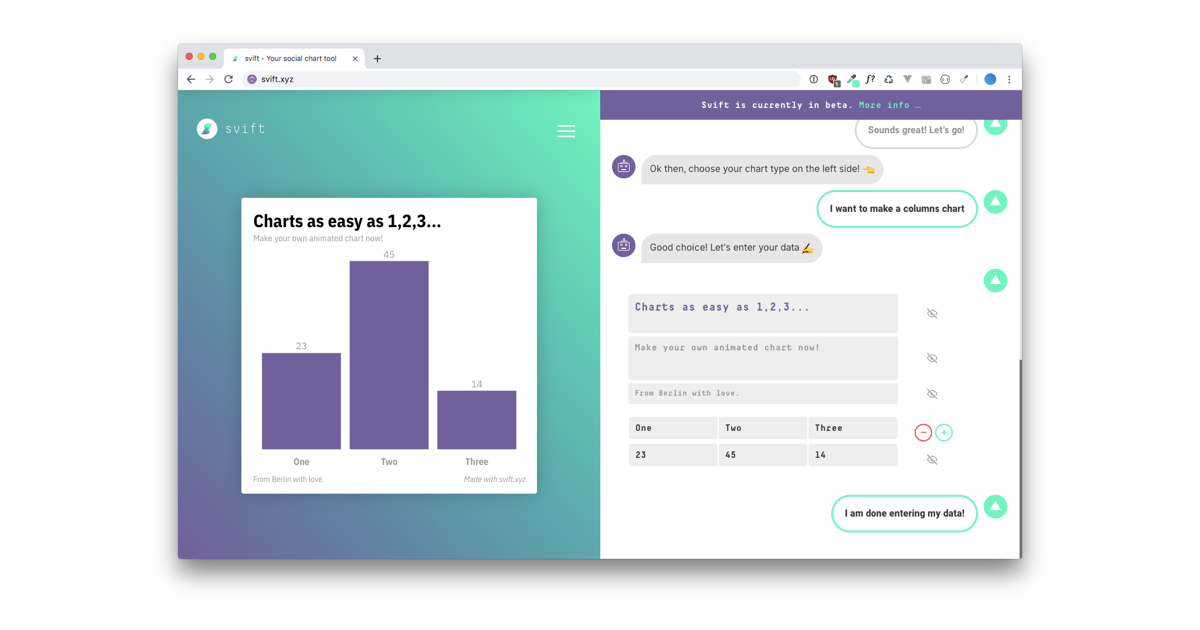 svift - Your social chart tool
svift.xyz
svift
Charts as easy as 1,2,3...
Make your own animated chart now!
45
23
14
One Two Three
From Berlin with love. Made with svift.xyz
Svift is currently in beta. More info …
Sounds great! Let's go!
Ok then, choose your chart type on the left side! 👈
I want to make a columns chart
Good choice! Let's enter your data ✍️
Charts as easy as 1,2,3...
Make your own animated chart now!
From Berlin with love.
One Two Three
23 45 14
I am done entering my data!